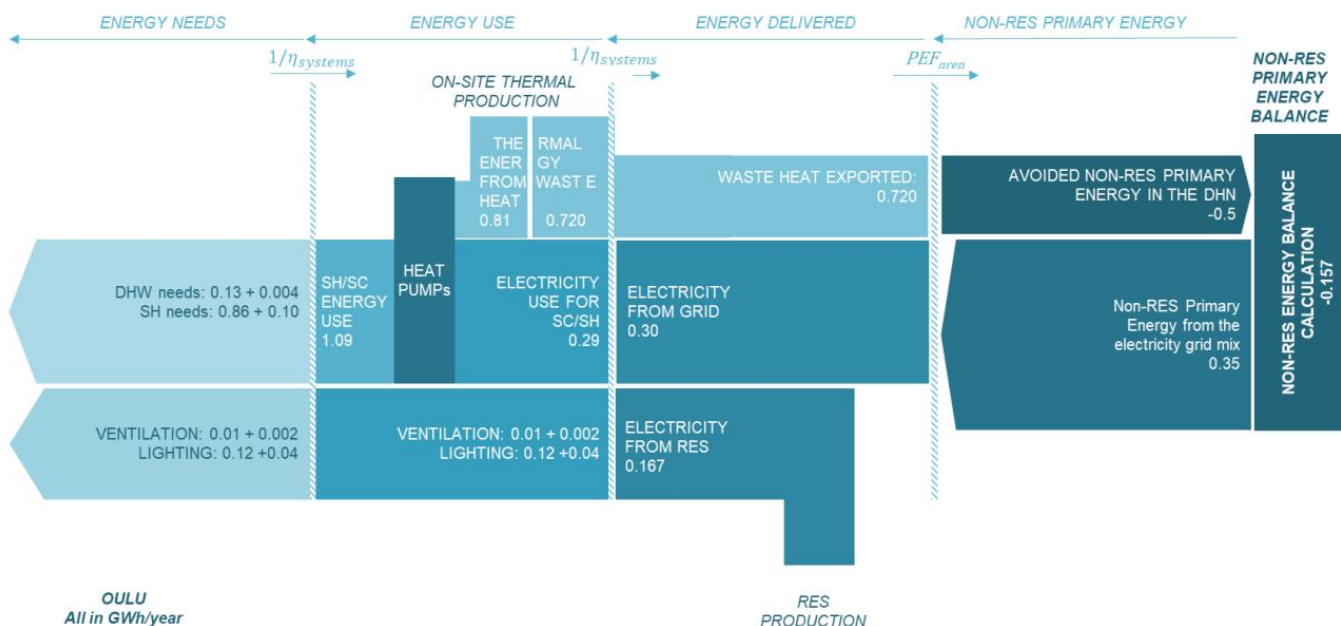 ENERGY NEEDS
ENERGY USE
ENERGY DELIVERED
NON-RES PRIMARY ENERGY
1/η systems
1/η systems
PEF nren
NON-RES
PRIMARY
ENERGY
BALANCE
ON-SITE THERMAL
PRODUCTION
THE RMAL
ENER GY
FROM WAST E
HEAT
0.81 0.720
WASTE HEAT EXPORTED:
0.720
AVOIDED NON-RES PRIMARY
ENERGY IN THE DHN
-0.5
DHW needs: 0.13 + 0.004
SH needs: 0.86 + 0.10
SH/SC
ENERGY
USE
1.09
HEAT
PUMPs
ELECTRICITY
USE FOR
SC/SH
0.29
ELECTRICITY
FROM GRID
0.30
Non-RES Primary
Energy from the
electricity grid mix
0.35
NON-RES ENERGY BALANCE
CALCULATION
-0.157
VENTILATION: 0.01 + 0.002
LIGHTING: 0.12 +0.04
VENTILATION: 0.01 + 0.002
LIGHTING: 0.12 +0.04
ELECTRICITY
FROM RES
0.167
OULU
All in GWh/year
RES
PRODUCTION